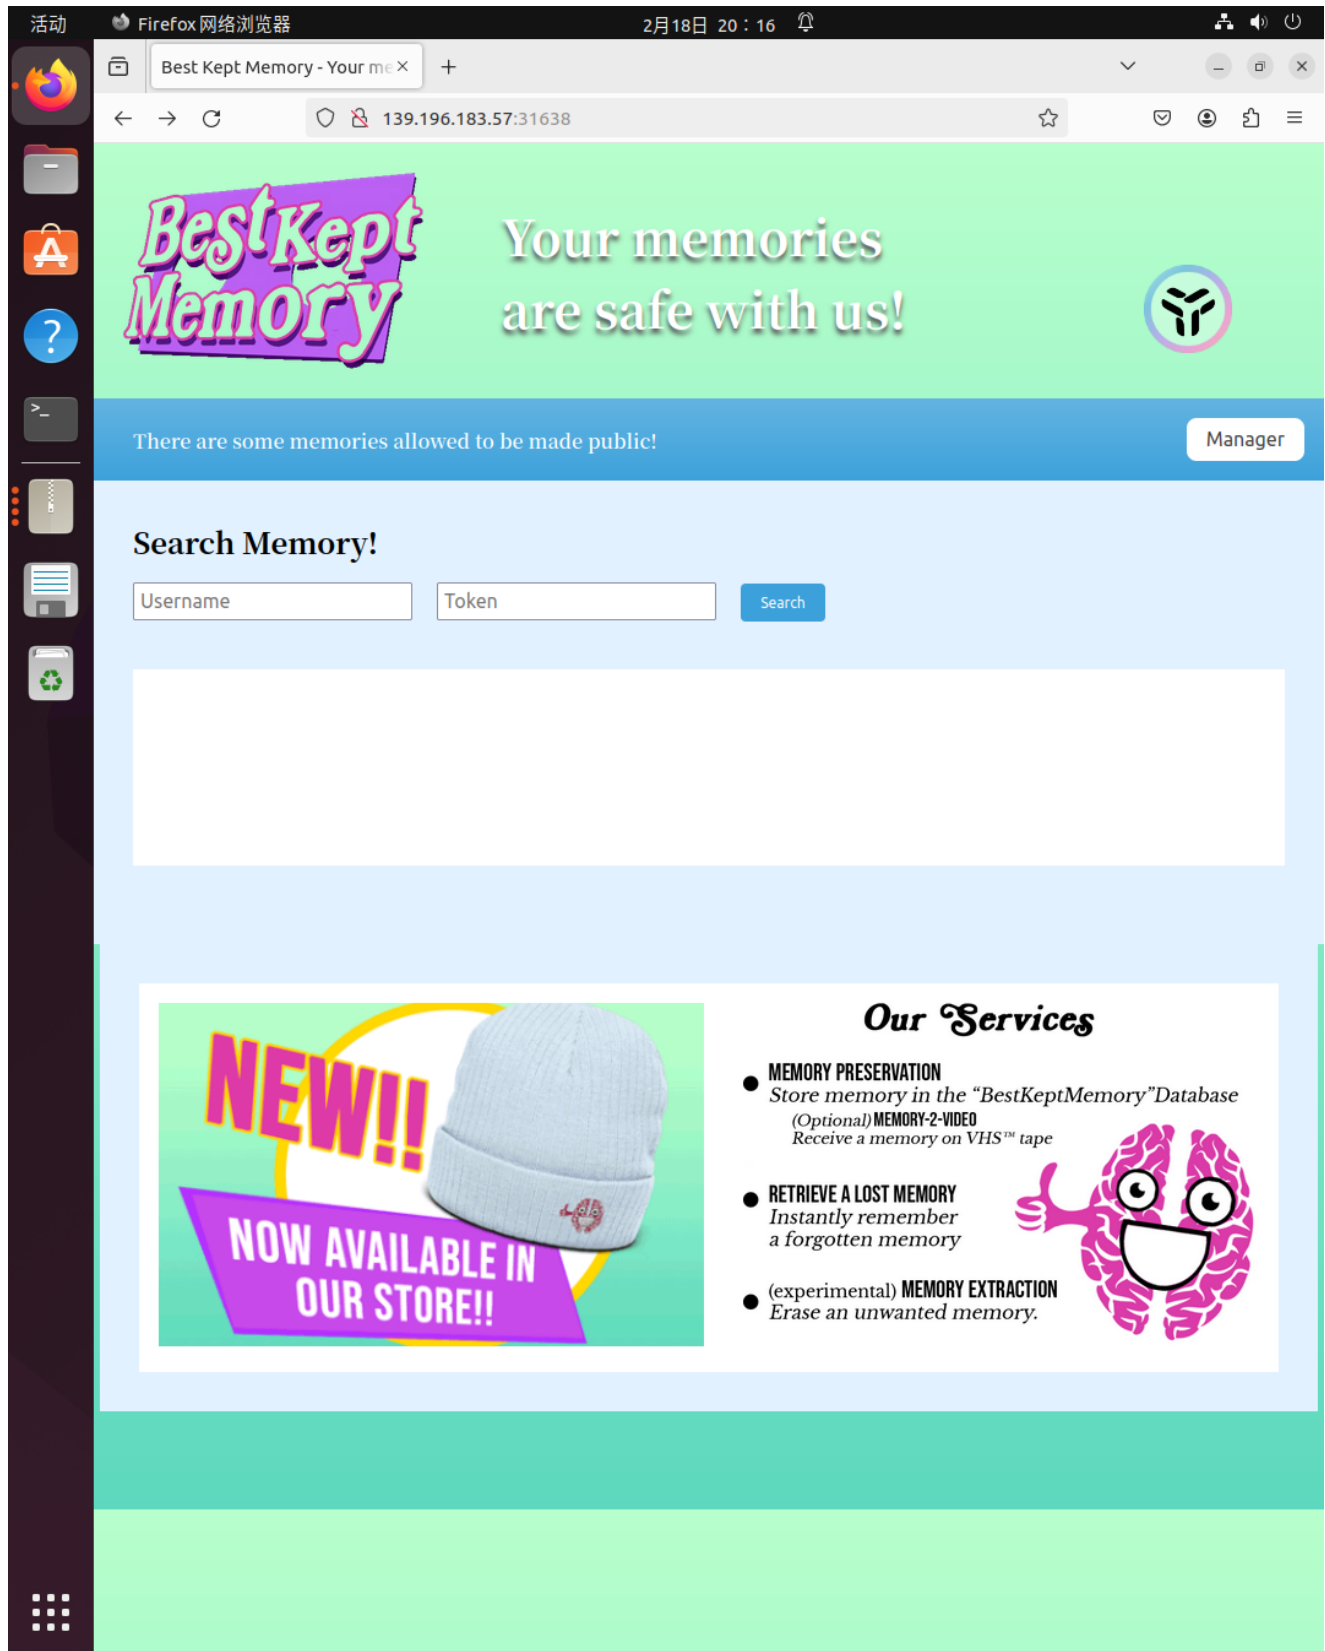 活动
Firefox 网络浏览器
2月18日 20：16
Best Kept Memory - Your me
139.196.183.57:31638
Best Kept
Memory
Your memories
are safe with us!
There are some memories allowed to be made public!
Manager
Search Memory!
Username
Token
Search
NEW!!
NOW AVAILABLE IN
OUR STORE!!
Our Services
MEMORY PRESERVATION
Store memory in the “BestKeptMemory”Database
(Optional) MEMORY-2-VIDEO
Receive a memory on VHS™ tape
RETRIEVE A LOST MEMORY
Instantly remember
a forgotten memory
(experimental) MEMORY EXTRACTION
Erase an unwanted memory.